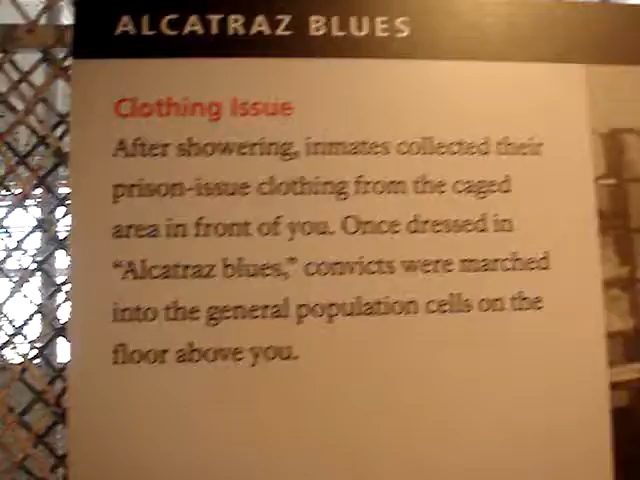 ALCATRAZ BLUES
Clothing Issue
After showering, inmates collected their
prison-issue clothing from the caged
area in front of you. Once dressed in
“Alcatraz blues,” convicts were marched
into the general population cells on the
floor above you.